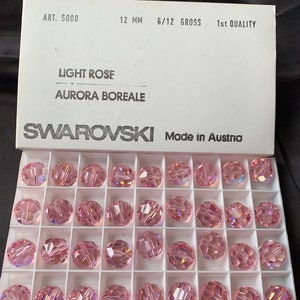 ART. 5000 12 MM 6/12 GROSS 1st QUALITY
LIGHT ROSE
AURORA BOREALE
SWAROVSKI Made in Austria